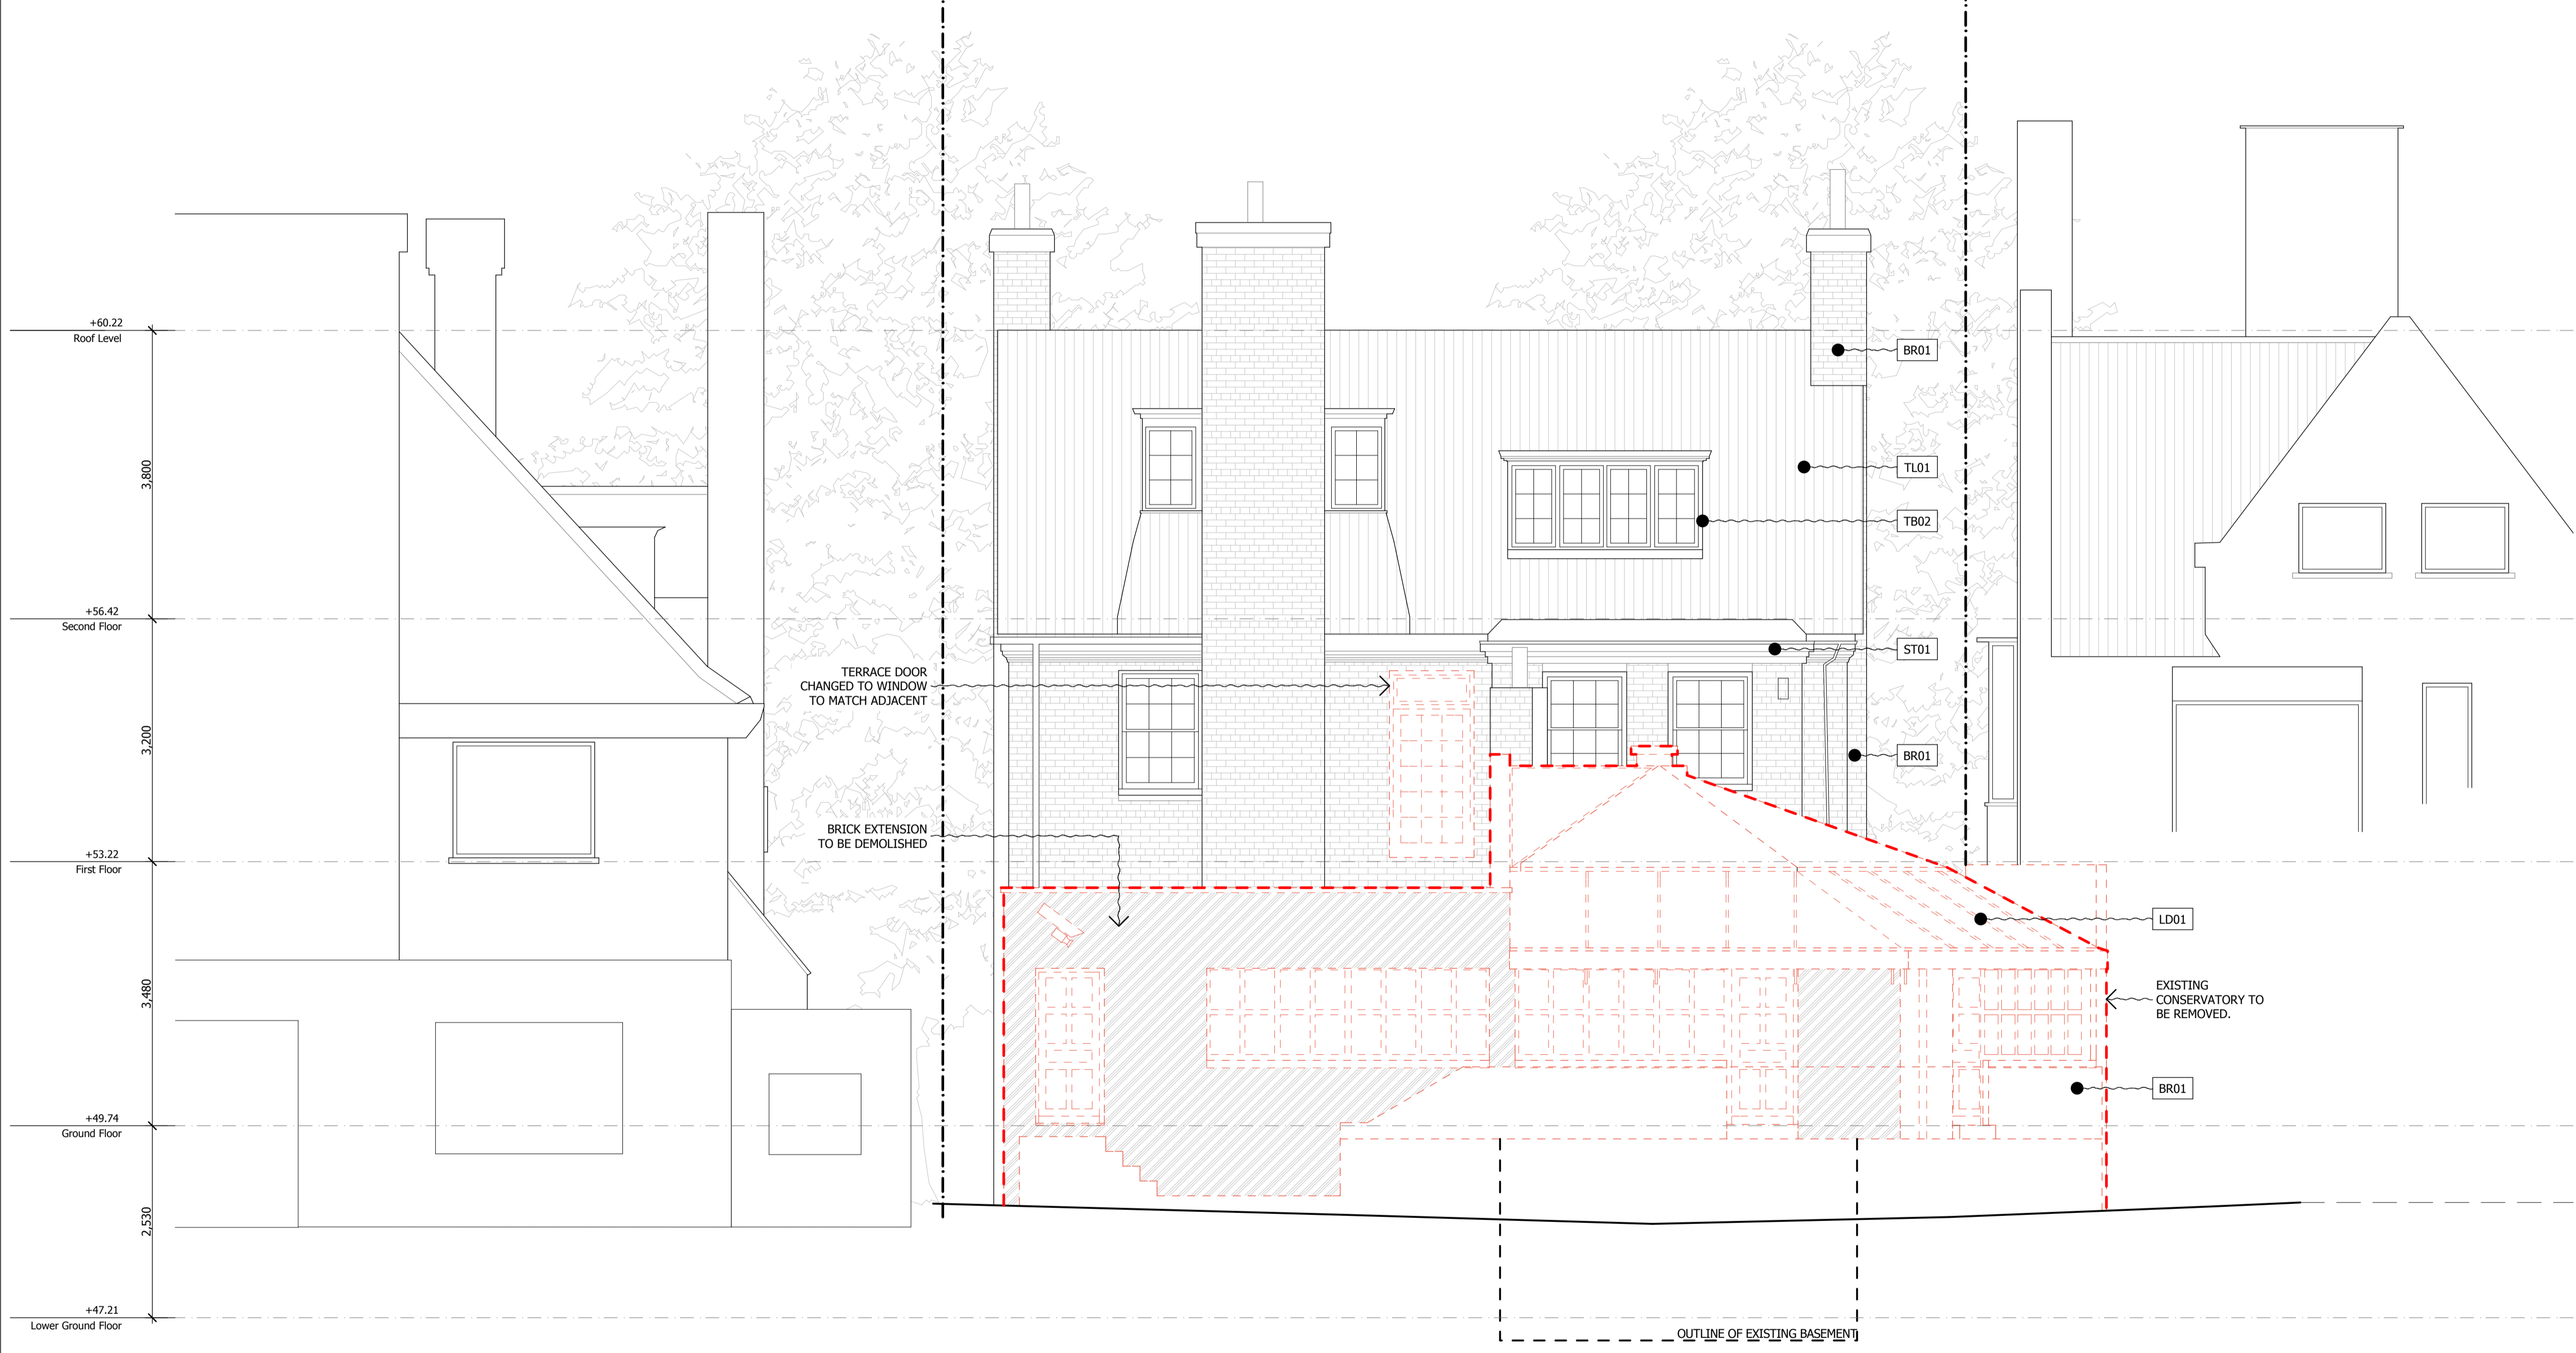 +60.22
Roof Level
3,800
+56.42
Second Floor
3,200
+53.22
First Floor
3,480
+49.74
Ground Floor
2,530
+47.21
Lower Ground Floor
TERRACE DOOR
CHANGED TO WINDOW
TO MATCH ADJACENT
BRICK EXTENSION
TO BE DEMOLISHED
BR01
TL01
TB02
ST01
BR01
LD01
EXISTING
CONSERVATORY TO
BE REMOVED.
BR01
OUTLINE OF EXISTING BASEMENT